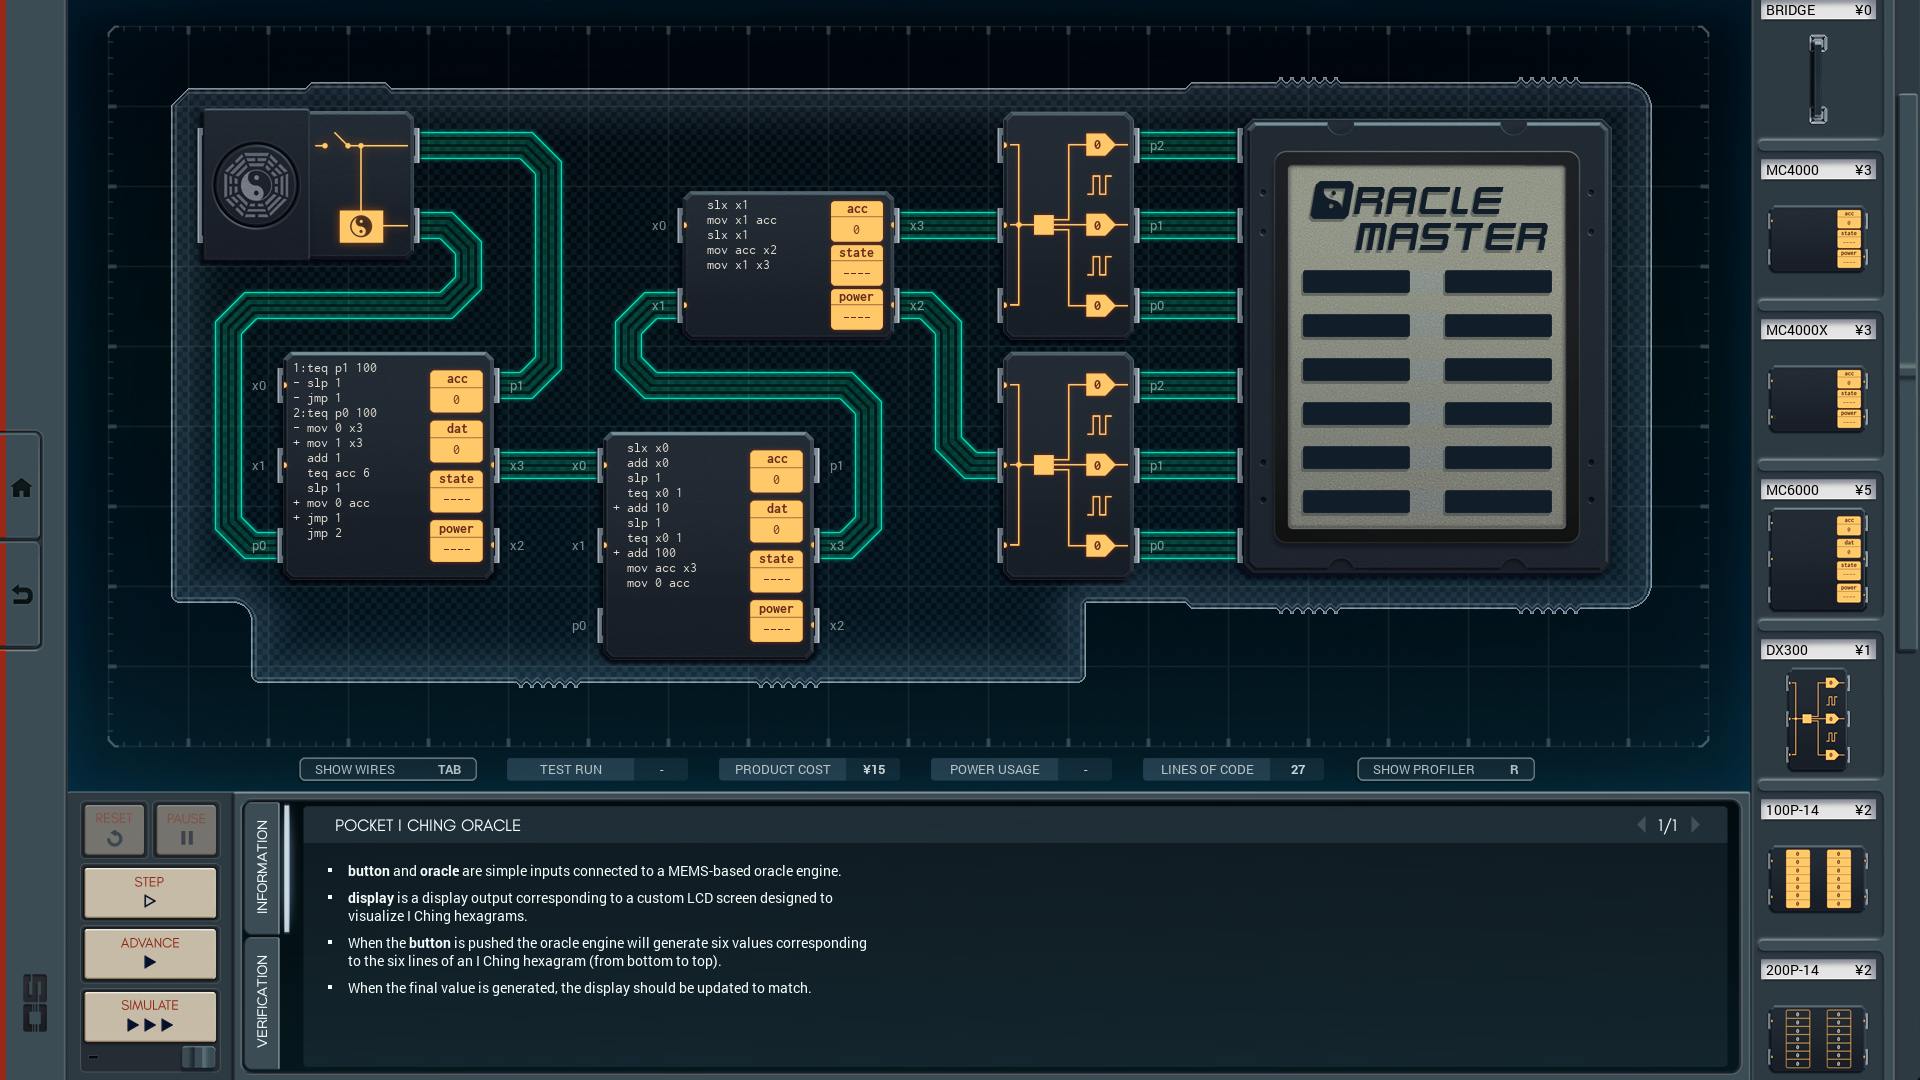 BRIDGE ¥0
ORACLE
MASTER
p2
p1
p0
p2
p1
p0
x0
x1
x3
x2
slx x1
mov x1 acc
slx x1
mov acc x2
mov x1 x3
acc
0
state
----
power
----
0
0
0
0
0
0
x0
x1
p0
p1
x3
x2
1:teq p1 100
- slp 1
- jmp 1
2:teq p0 100
- mov 0 x3
+ mov 1 x3
add 1
teq acc 6
slp 1
+ mov 0 acc
+ jmp 1
jmp 2
acc
0
dat
0
state
----
power
----
x0
x1
p0
p1
x3
x2
slx x0
add x0
slp 1
teq x0 1
+ add 10
slp 1
teq x0 1
+ add 100
mov acc x3
mov 0 acc
acc
0
dat
0
state
----
power
----
MC4000 ¥3
acc
state
power
MC4000X ¥3
acc
state
power
MC6000 ¥5
acc
dat
state
power
DX300 ¥1
100P-14 ¥2
200P-14 ¥2
SHOW WIRES TAB
TEST RUN -
PRODUCT COST ¥15
POWER USAGE -
LINES OF CODE 27
SHOW PROFILER R
RESET
PAUSE
STEP
ADVANCE
SIMULATE
INFORMATION
VERIFICATION
POCKET I CHING ORACLE
1/1
▪ button and oracle are simple inputs connected to a MEMS-based oracle engine.
▪ display is a display output corresponding to a custom LCD screen designed to
visualize I Ching hexagrams.
▪ When the button is pushed the oracle engine will generate six values corresponding
to the six lines of an I Ching hexagram (from bottom to top).
▪ When the final value is generated, the display should be updated to match.